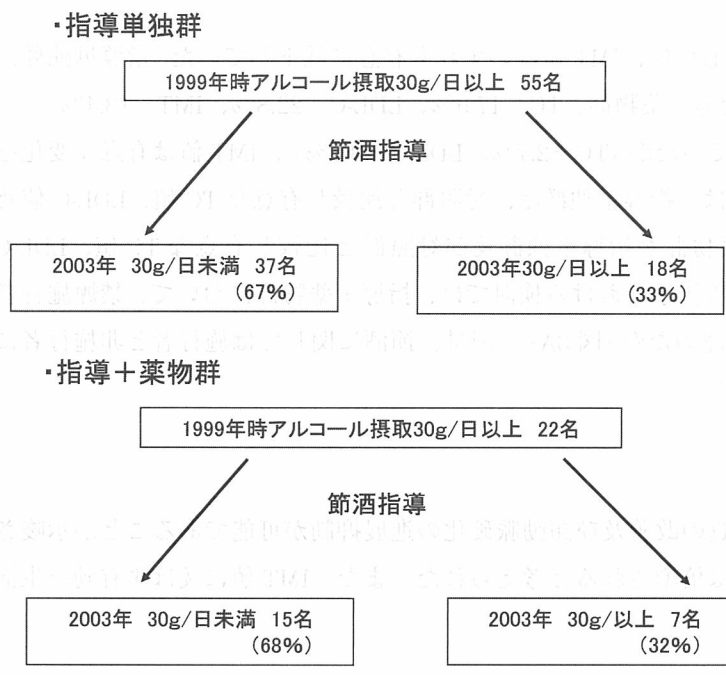 ・指導単独群
1999年時アルコール摂取30g/日以上 55名
節酒指導
2003年 30g/日未満 37名
(67%)
2003年30g/日以上 18名
(33%)
・指導＋薬物群
1999年時アルコール摂取30g/日以上 22名
節酒指導
2003年 30g/日未満 15名
(68%)
2003年 30g/以上 7名
(32%)